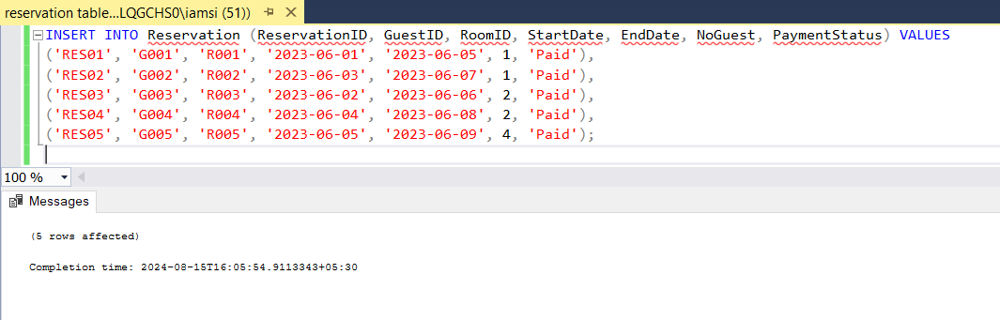 reservation table...LQGCHS0\iamsi (51))
INSERT INTO Reservation (ReservationID, GuestID, RoomID, StartDate, EndDate, NoGuest, PaymentStatus) VALUES
('RES01', 'G001', 'R001', '2023-06-01', '2023-06-05', 1, 'Paid'),
('RES02', 'G002', 'R002', '2023-06-03', '2023-06-07', 1, 'Paid'),
('RES03', 'G003', 'R003', '2023-06-02', '2023-06-06', 2, 'Paid'),
('RES04', 'G004', 'R004', '2023-06-04', '2023-06-08', 2, 'Paid'),
('RES05', 'G005', 'R005', '2023-06-05', '2023-06-09', 4, 'Paid');
100 %
Messages
(5 rows affected)
Completion time: 2024-08-15T16:05:54.9113343+05:30